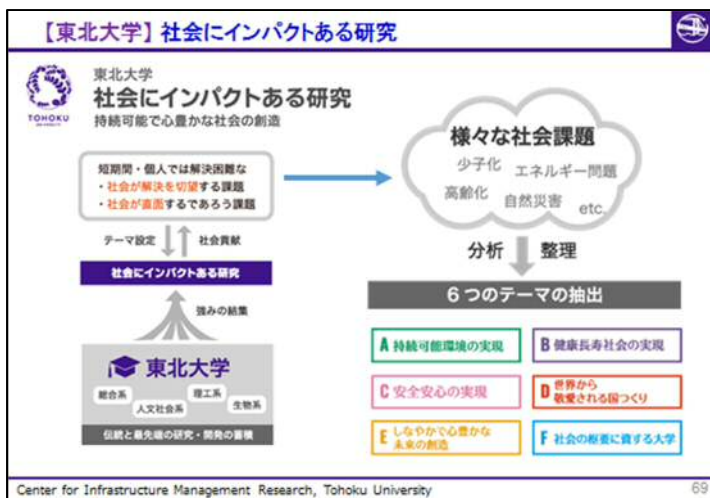 【東北大学】社会にインパクトある研究
東北大学
社会にインパクトある研究
持続可能で心豊かな社会の創造
TOHOKU
UNIVERSITY
短期間・個人では解決困難な
・社会が解決を切望する課題
・社会が直面するであろう課題
テーマ設定
社会貢献
社会にインパクトある研究
強みの結集
東北大学
総合系
人文社会系
理工系
生物系
伝統と最先端の研究・開発の蓄積
様々な社会課題
少子化
エネルギー問題
高齢化
自然災害
etc.
分析
整理
6つのテーマの抽出
A 持続可能環境の実現
B 健康長寿社会の実現
C 安全安心の実現
D 世界から
敬愛される国づくり
E しなやかで心豊かな
未来の創造
F 社会の枢要に資する大学
Center for Infrastructure Management Research, Tohoku University
69